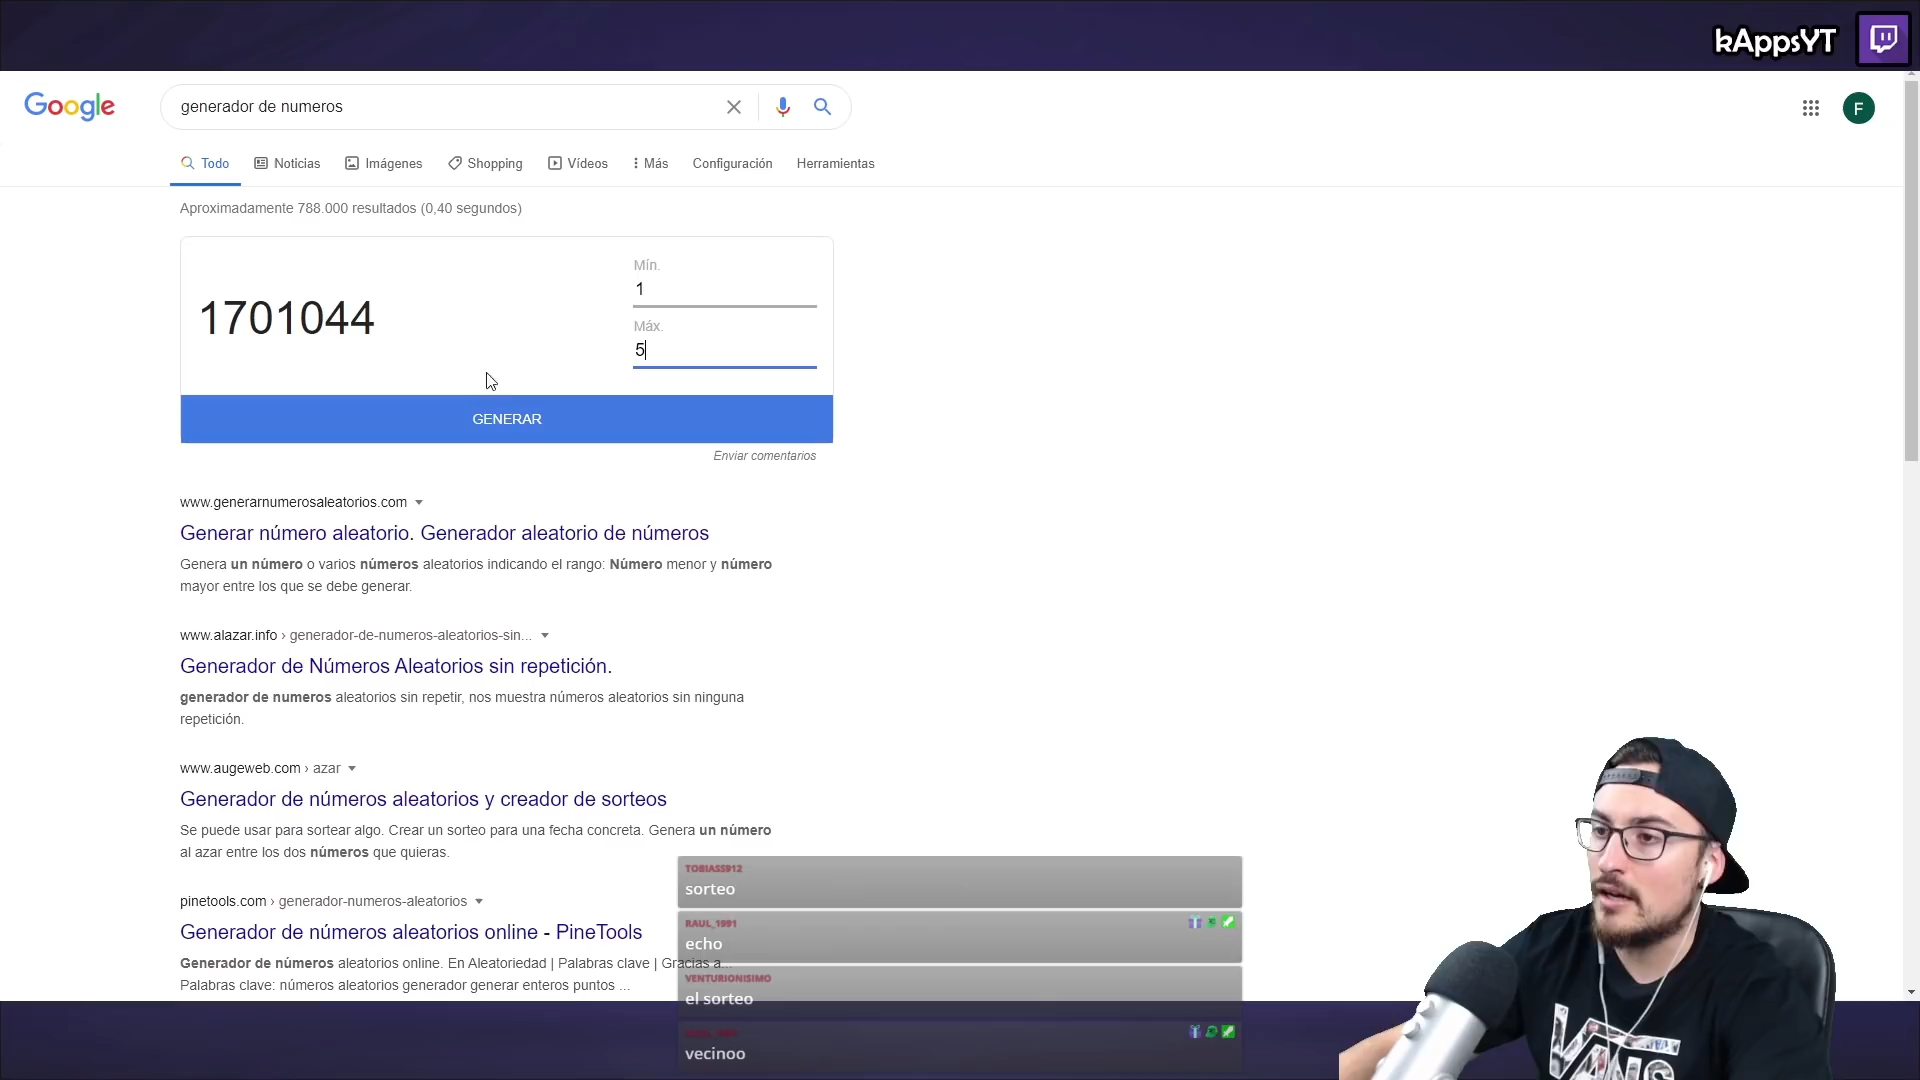 kAppsYT
Google
generador de numeros
F
Todo
Noticias
Imágenes
Shopping
Vídeos
Más
Configuración
Herramientas
Aproximadamente 788.000 resultados (0,40 segundos)
1701044
Mín.
1
Máx.
5
GENERAR
Enviar comentarios
www.generarnumerosaleatorios.com
Generar número aleatorio. Generador aleatorio de números
Genera un número o varios números aleatorios indicando el rango: Número menor y número
mayor entre los que se debe generar.
www.alazar.info › generador-de-numeros-aleatorios-sin...
Generador de Números Aleatorios sin repetición.
generador de numeros aleatorios sin repetir, nos muestra números aleatorios sin ninguna
repetición.
www.augeweb.com › azar
Generador de números aleatorios y creador de sorteos
Se puede usar para sortear algo. Crear un sorteo para una fecha concreta. Genera un número
al azar entre los dos números que quieras.
pinetools.com › generador-numeros-aleatorios
Generador de números aleatorios online - PineTools
Generador de números aleatorios online. En Aleatoriedad | Palabras clave | Gracias a...
Palabras clave: números aleatorios generador generar enteros puntos ...
TOBIASS912
sorteo
RAUL_1991
echo
VENTURIONISIMO
el sorteo
vecinoo
VANS